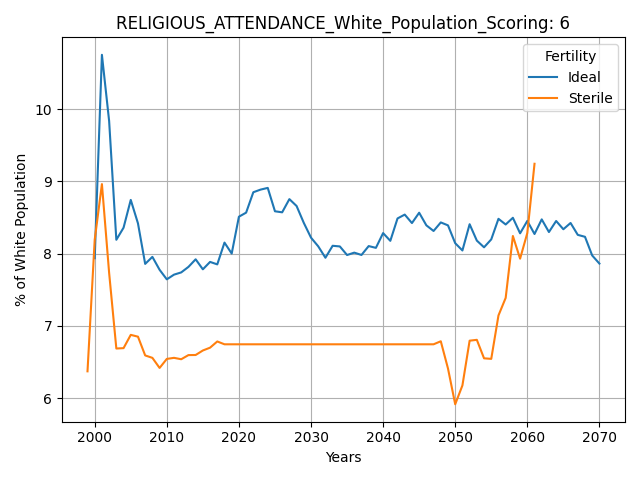 RELIGIOUS_ATTENDANCE_White_Population_Scoring: 6
Fertility
Ideal
Sterile
% of White Population
10
9
8
7
6
2000 2010 2020 2030 2040 2050 2060 2070
Years